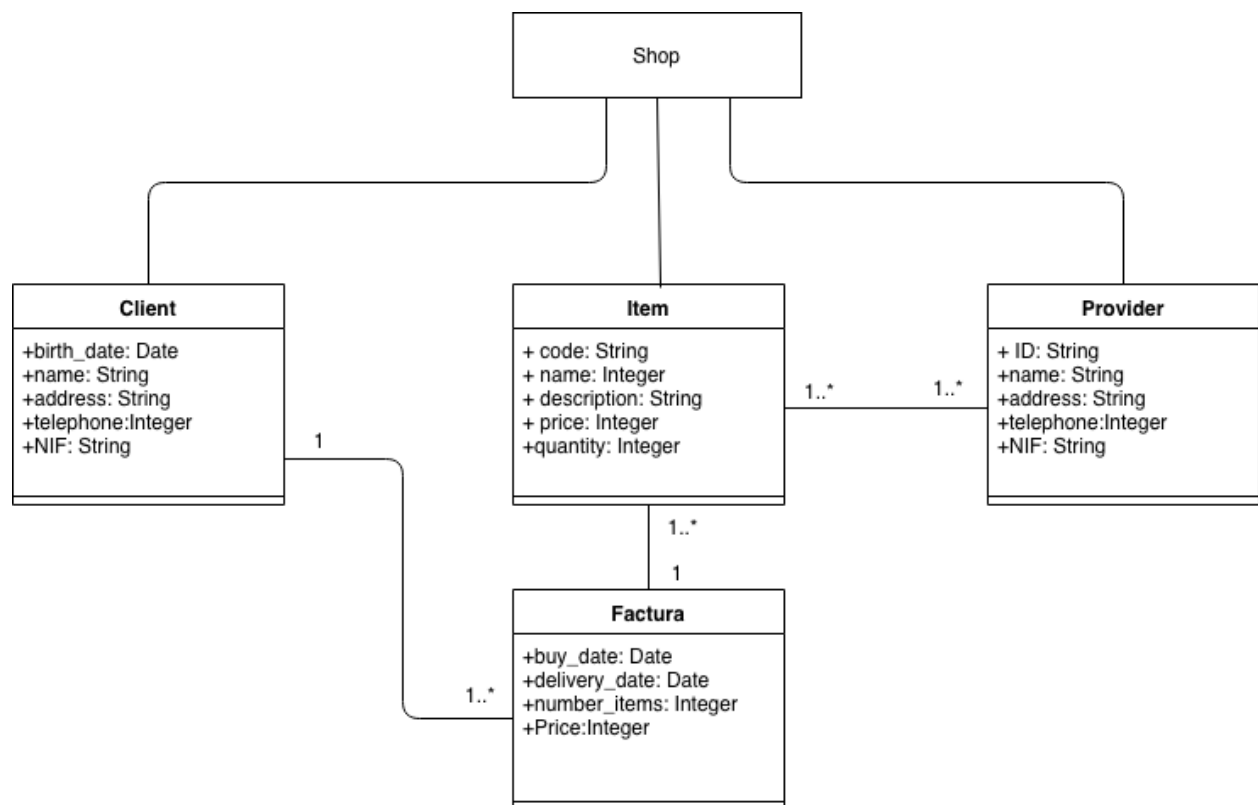 Shop
Client
+birth_date: Date
+name: String
+address: String
+telephone:Integer
+NIF: String
Item
+ code: String
+ name: Integer
+ description: String
+ price: Integer
+quantity: Integer
Provider
+ ID: String
+name: String
+address: String
+telephone:Integer
+NIF: String
1..*
1..*
1
1..*
1
1..*
Factura
+buy_date: Date
+delivery_date: Date
+number_items: Integer
+Price:Integer